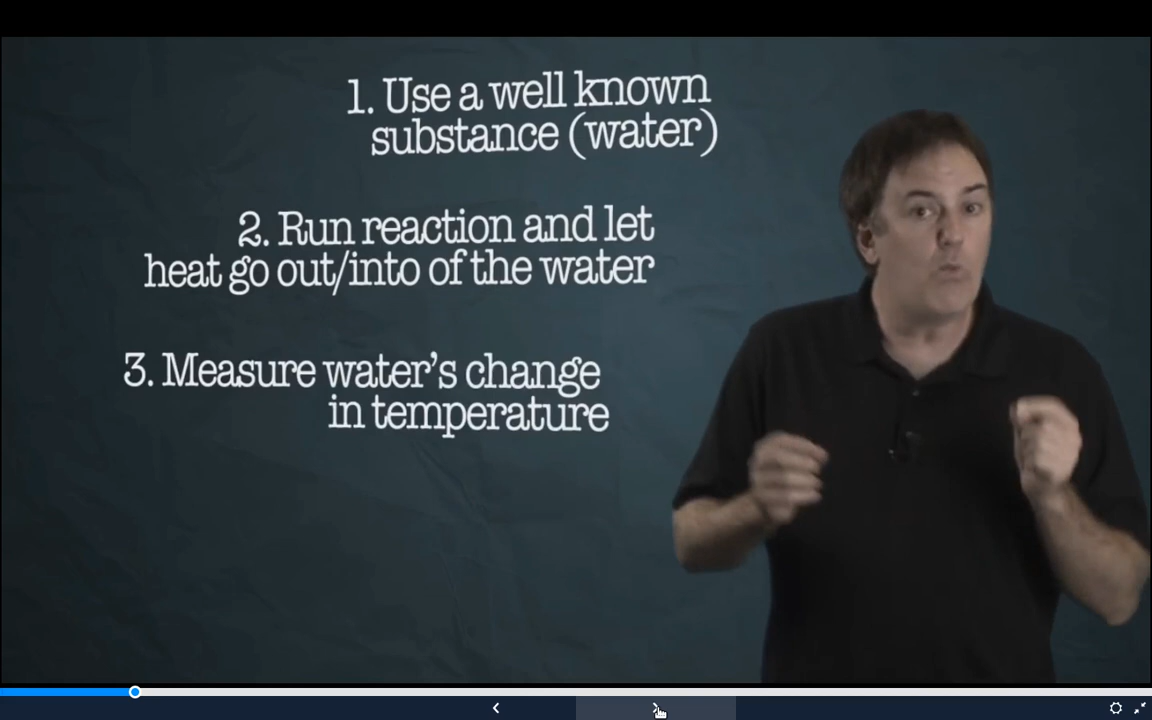 1. Use a well known
substance (water)
2. Run reaction and let
heat go out/into of the water
3. Measure water's change
in temperature